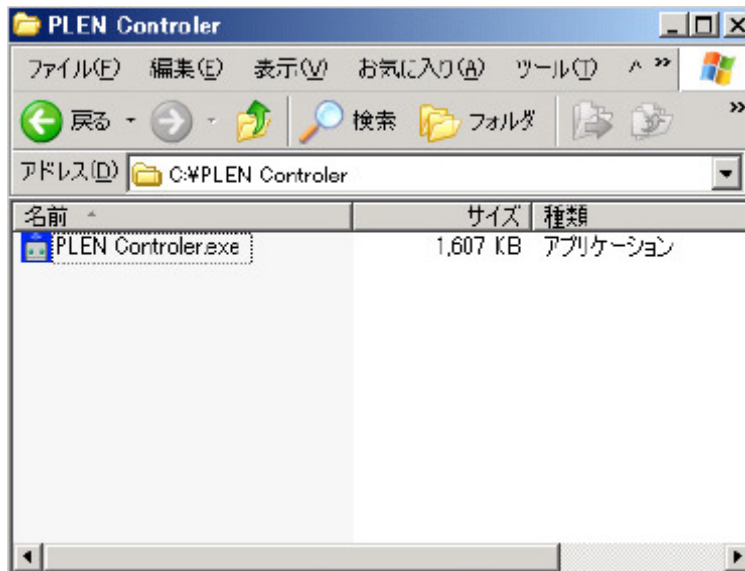 PLEN Controler
ファイル(F) 編集(E) 表示(V) お気に入り(A) ツール(T) ヘ »
戻る 検索 フォルダ »
アドレス(D) C:¥PLEN Controler
名前 サイズ 種類
PLEN Controler.exe 1,607 KB アプリケーション